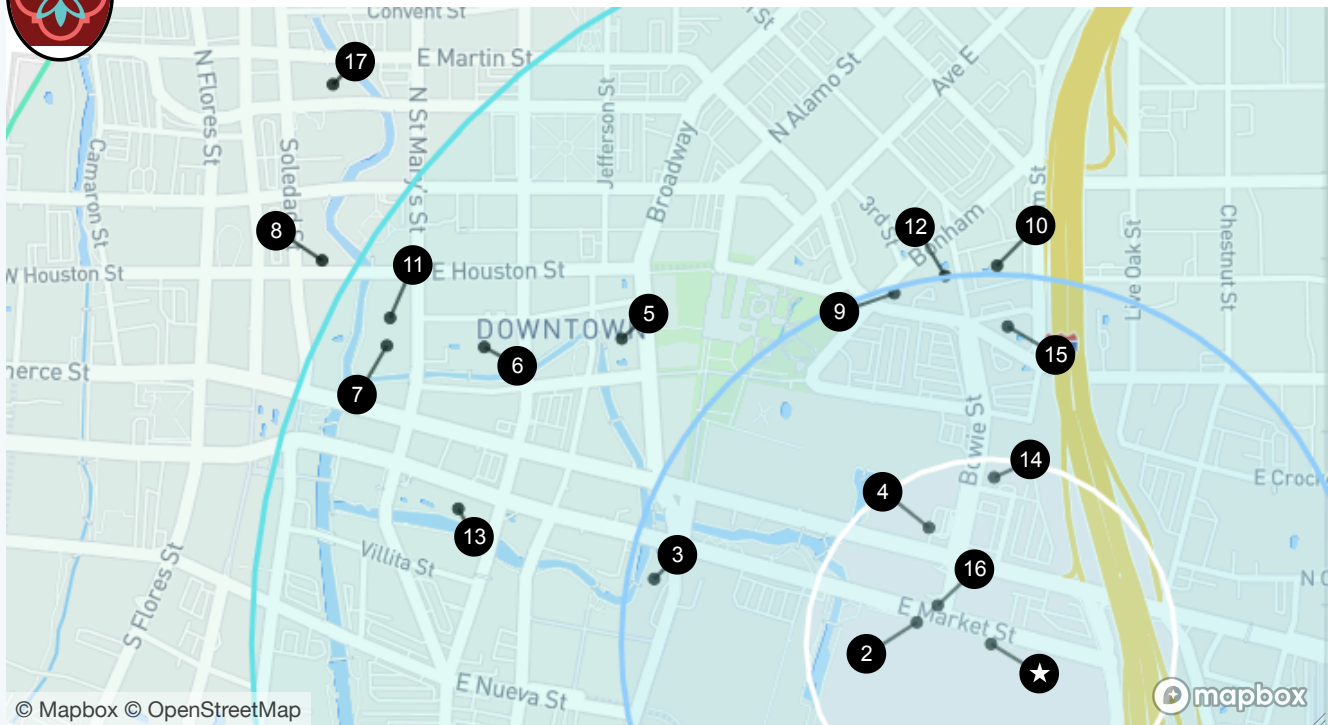 Convent St
E Martin St
17
N Flores St
N St Mary's St
Jefferson St
Broadway
N Alamo St
Ave E
Camaron St
Soledad St
8
W Houston St
11
E Houston St
3rd St
Bonham
12
10
Live Oak St
Chestnut St
DOWNTOWN
5
6
7
9
15
Bowie St
14
E Crock
4
13
Villita St
3
16
E Market St
2
★
S Flores St
E Nueva St
© Mapbox © OpenStreetMap
mapbox